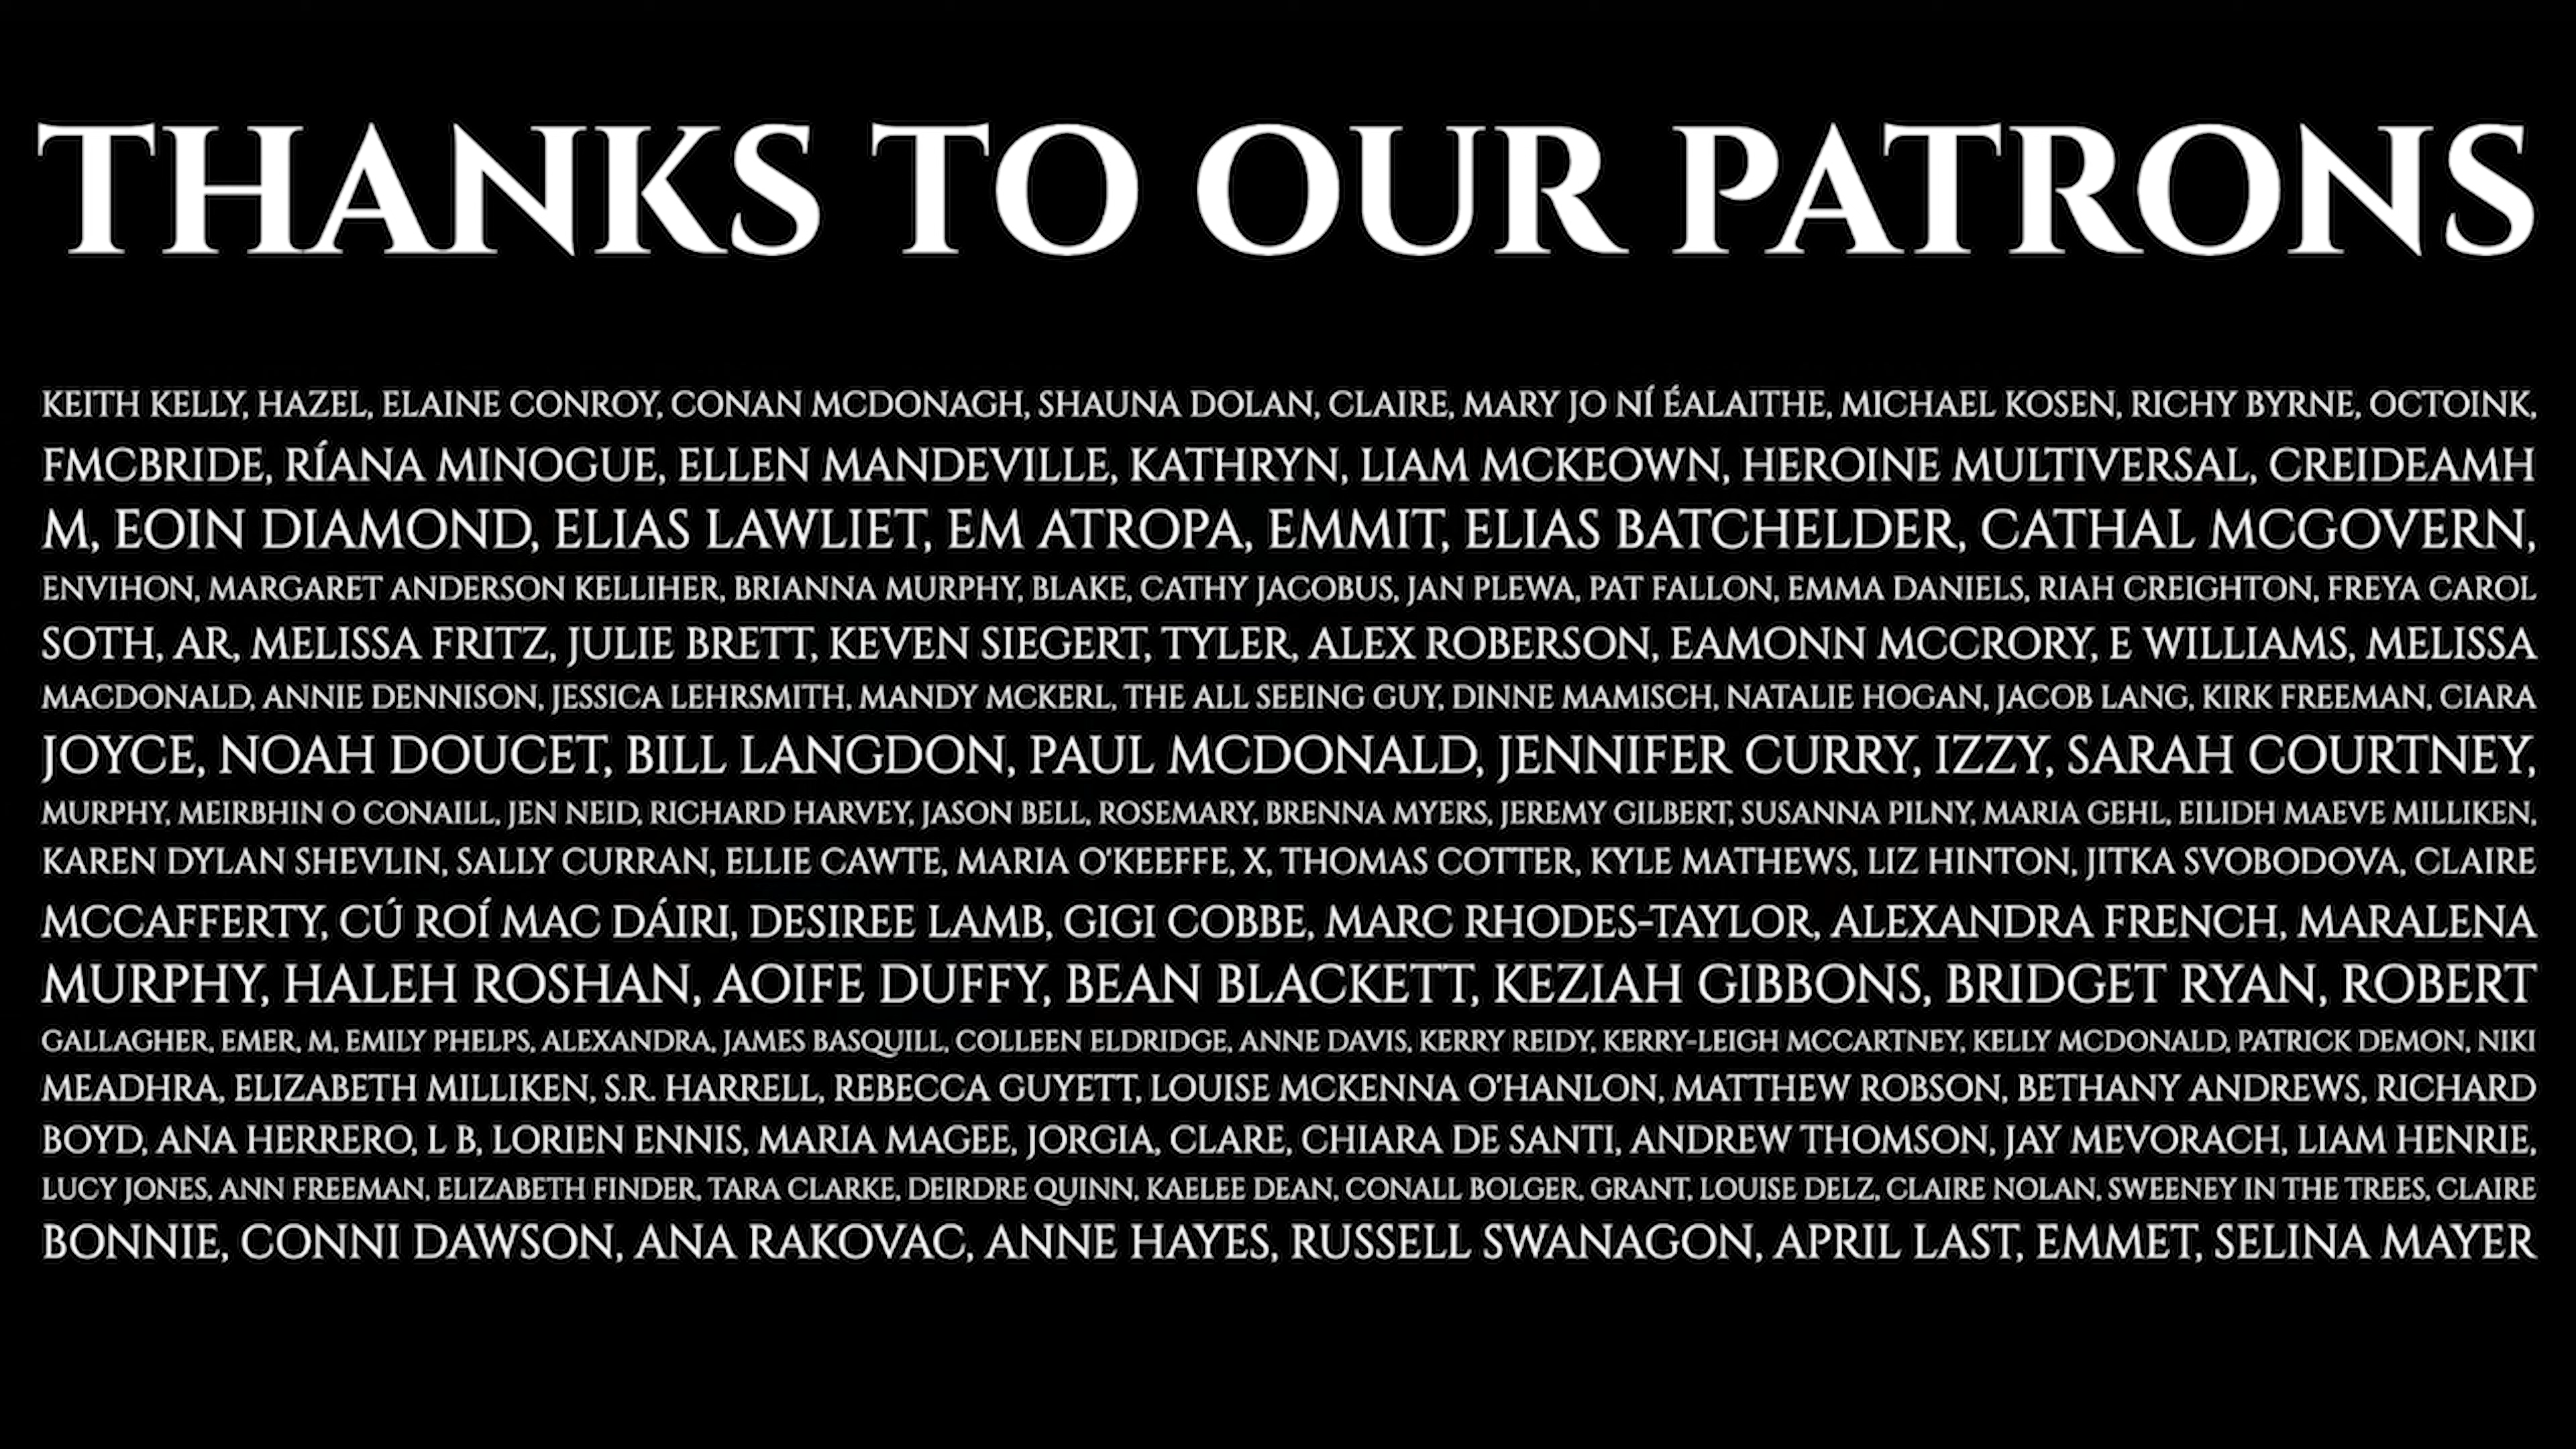 THANKS TO OUR PATRONS
KEITH KELLY, HAZEL, ELAINE CONROY, CONAN MCDONAGH, SHAUNA DOLAN, CLAIRE, MARY JO NÍ ÉALAITHE, MICHAEL KOSEN, RICHY BYRNE, OCTOINK,
FMCBRIDE, RÍANA MINOGUE, ELLEN MANDEVILLE, KATHRYN, LIAM MCKEOWN, HEROINE MULTIVERSAL, CREIDEAMH
M, EOIN DIAMOND, ELIAS LAWLIET, EM ATROPA, EMMIT, ELIAS BATCHELDER, CATHAL MCGOVERN,
ENVIHON, MARGARET ANDERSON KELLIHER, BRIANNA MURPHY, BLAKE, CATHY JACOBUS, JAN PLEWA, PAT FALLON, EMMA DANIELS, RIAH CREIGHTON, FREYA CAROL
SOTH, AR, MELISSA FRITZ, JULIE BRETT, KEVEN SIEGERT, TYLER, ALEX ROBERSON, EAMONN MCCRORY, E WILLIAMS, MELISSA
MACDONALD, ANNIE DENNISON, JESSICA LEHRSMITH, MANDY MCKERL, THE ALL SEEING GUY, DINNE MAMISCH, NATALIE HOGAN, JACOB LANG, KIRK FREEMAN, CIARA
JOYCE, NOAH DOUCET, BILL LANGDON, PAUL MCDONALD, JENNIFER CURRY, IZZY, SARAH COURTNEY,
MURPHY, MEIRBHIN O CONAILL, JEN NEID, RICHARD HARVEY, JASON BELL, ROSEMARY, BRENNA MYERS, JEREMY GILBERT, SUSANNA PILNY, MARIA GEHL, EILIDH MAEVE MILLIKEN,
KAREN DYLAN SHEVLIN, SALLY CURRAN, ELLIE CAWTE, MARIA O'KEEFFE, X, THOMAS COTTER, KYLE MATHEWS, LIZ HINTON, JITKA SVOBODOVA, CLAIRE
MCCAFFERTY, CÚ ROÍ MAC DÁIRI, DESIREE LAMB, GIGI COBBE, MARC RHODES-TAYLOR, ALEXANDRA FRENCH, MARALENA
MURPHY, HALEH ROSHAN, AOIFE DUFFY, BEAN BLACKETT, KEZIAH GIBBONS, BRIDGET RYAN, ROBERT
GALLAGHER, EMER, M, EMILY PHELPS, ALEXANDRA, JAMES BASQUILL, COLLEEN ELDRIDGE, ANNE DAVIS, KERRY REIDY, KERRY-LEIGH MCCARTNEY, KELLY MCDONALD, PATRICK DEMON, NIKI
MEADHRA, ELIZABETH MILLIKEN, S.R. HARRELL, REBECCA GUYETT, LOUISE MCKENNA O'HANLON, MATTHEW ROBSON, BETHANY ANDREWS, RICHARD
BOYD, ANA HERRERO, L B, LORIEN ENNIS, MARIA MAGEE, JORGIA, CLARE, CHIARA DE SANTI, ANDREW THOMSON, JAY MEVORACH, LIAM HENRIE,
LUCY JONES, ANN FREEMAN, ELIZABETH FINDER, TARA CLARKE, DEIRDRE QUINN, KAELEE DEAN, CONALL BOLGER, GRANT, LOUISE DELZ, CLAIRE NOLAN, SWEENEY IN THE TREES, CLAIRE
BONNIE, CONNI DAWSON, ANA RAKOVAC, ANNE HAYES, RUSSELL SWANAGON, APRIL LAST, EMMET, SELINA MAYER